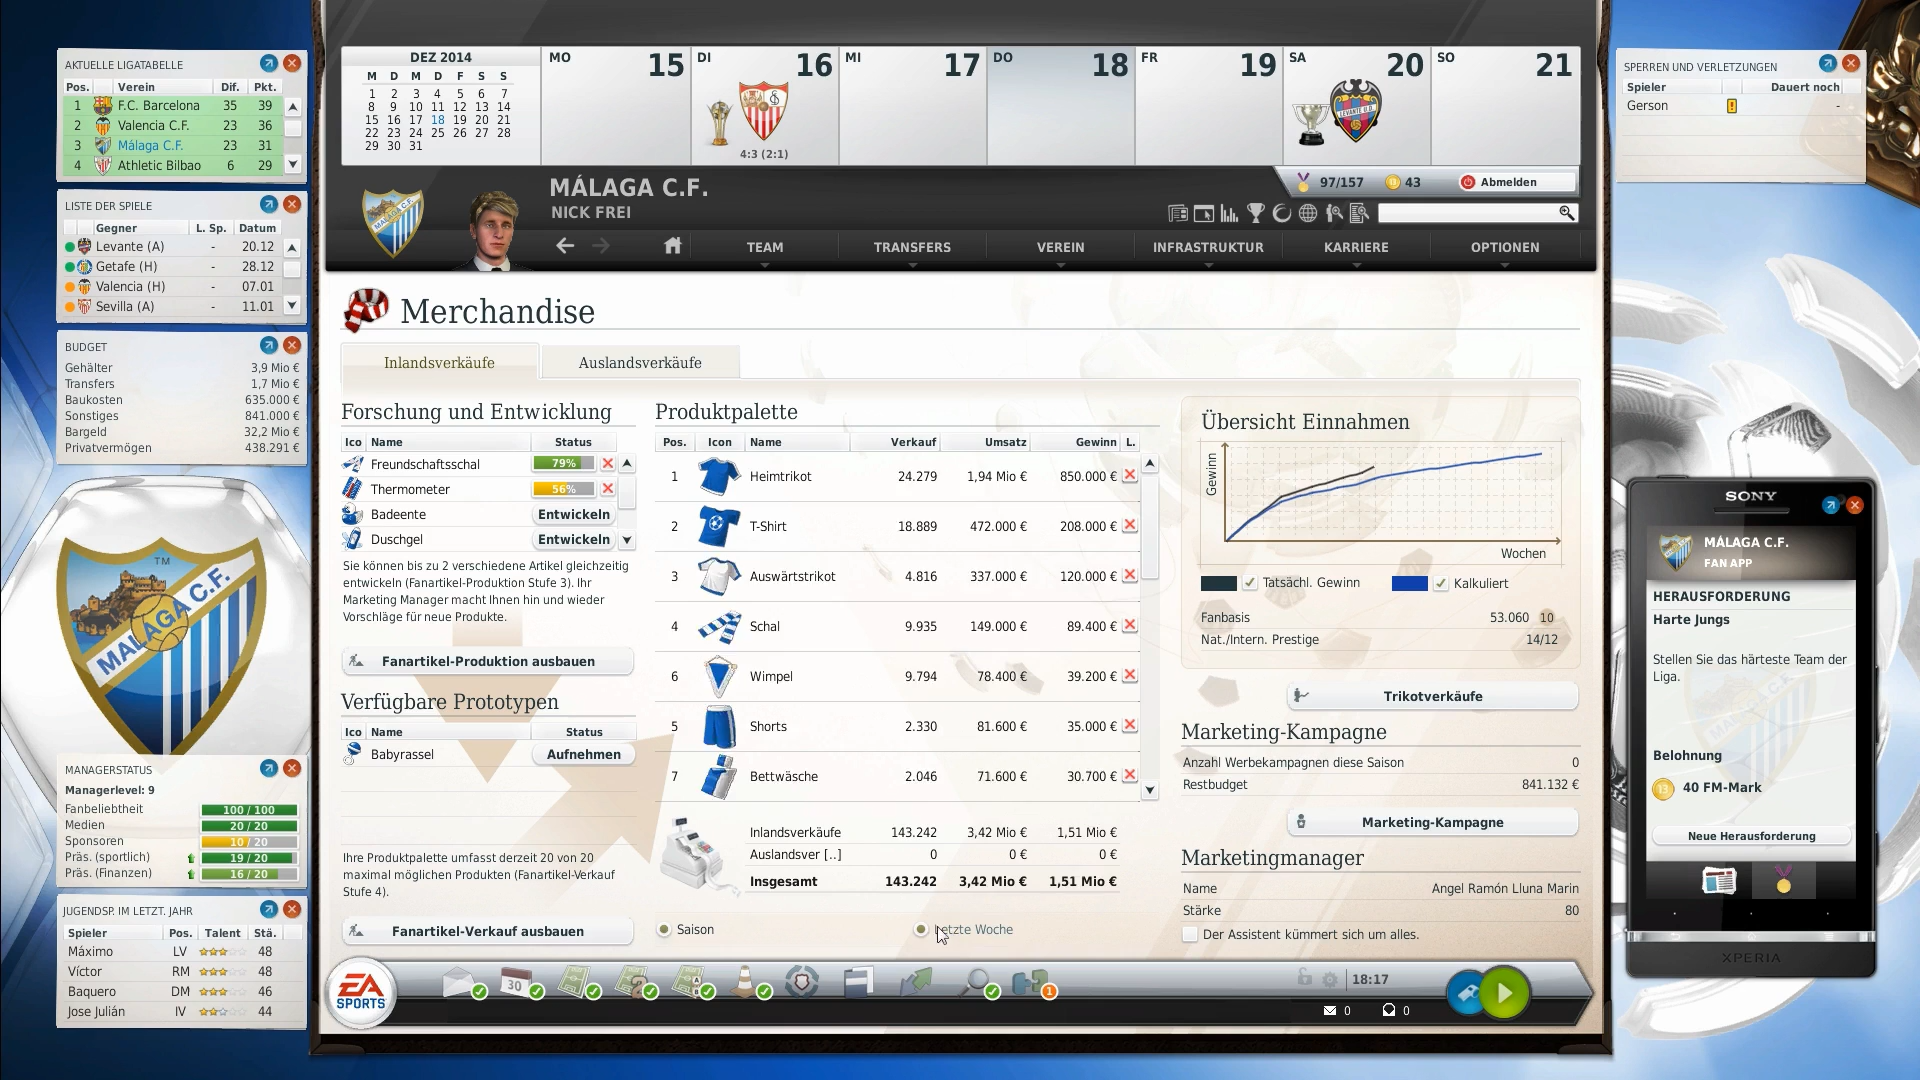 AKTUELLE LIGATABELLE
Pos. Verein Dif. Pkt.
1 F.C. Barcelona 35 39
2 Valencia C.F. 23 36
3 Málaga C.F. 23 31
4 Athletic Bilbao 6 29
LISTE DER SPIELE
Gegner L. Sp. Datum
Levante (A) - 20.12
Getafe (H) - 28.12
Valencia (H) - 07.01
Sevilla (A) - 11.01
BUDGET
Gehälter 3,9 Mio €
Transfers 1,7 Mio €
Baukosten 635.000 €
Sonstiges 841.000 €
Bargeld 32,2 Mio €
Privatvermögen 438.291 €
TM
MALAGA C.F.
MANAGERSTATUS
Managerlevel: 9
Fanbeliebtheit 100 / 100
Medien 20 / 20
Sponsoren 10 / 20
Präs. (sportlich) 19 / 20
Präs. (Finanzen) 16 / 20
JUGENDSP. IM LETZT. JAHR
Spieler Pos. Talent Stä.
Máximo LV 48
Víctor RM 48
Baquero DM 46
Jose Julián IV 44
DEZ 2014
M D M D F S S
1 2 3 4 5 6 7
8 9 10 11 12 13 14
15 16 17 18 19 20 21
22 23 24 25 26 27 28
29 30 31
MO 15
DI 16
4:3 (2:1)
MI 17
DO 18
FR 19
SA 20
LEVANTE U.D.
SO 21
MÁLAGA C.F.
NICK FREI
97/157
43
Abmelden
TEAM
TRANSFERS
VEREIN
INFRASTRUKTUR
KARRIERE
OPTIONEN
Merchandise
Inlandsverkäufe
Auslandsverkäufe
Forschung und Entwicklung
Ico Name Status
Freundschaftsschal 79%
Thermometer 56%
Badeente Entwickeln
Duschgel Entwickeln
Sie können bis zu 2 verschiedene Artikel gleichzeitig
entwickeln (Fanartikel-Produktion Stufe 3). Ihr
Marketing Manager macht Ihnen hin und wieder
Vorschläge für neue Produkte.
Fanartikel-Produktion ausbauen
Verfügbare Prototypen
Ico Name Status
Babyrassel Aufnehmen
Ihre Produktpalette umfasst derzeit 20 von 20
maximal möglichen Produkten (Fanartikel-Verkauf
Stufe 4).
Fanartikel-Verkauf ausbauen
Produktpalette
Pos. Icon Name Verkauf Umsatz Gewinn L.
1 Heimtrikot 24.279 1,94 Mio € 850.000 €
2 T-Shirt 18.889 472.000 € 208.000 €
3 Auswärtstrikot 4.816 337.000 € 120.000 €
4 Schal 9.935 149.000 € 89.400 €
6 Wimpel 9.794 78.400 € 39.200 €
5 Shorts 2.330 81.600 € 35.000 €
7 Bettwäsche 2.046 71.600 € 30.700 €
Inlandsverkäufe 143.242 3,42 Mio € 1,51 Mio €
Auslandsver [..] 0 0 € 0 €
Insgesamt 143.242 3,42 Mio € 1,51 Mio €
Saison
Letzte Woche
Übersicht Einnahmen
Gewinn
Wochen
Tatsächl. Gewinn
Kalkuliert
Fanbasis 53.060 10
Nat./Intern. Prestige 14/12
Trikotverkäufe
Marketing-Kampagne
Anzahl Werbekampagnen diese Saison 0
Restbudget 841.132 €
Marketing-Kampagne
Marketingmanager
Name Angel Ramón Lluna Marin
Stärke 80
Der Assistent kümmert sich um alles.
EA
SPORTS
30
1
18:17
0
0
SPERREN UND VERLETZUNGEN
Spieler Dauert noch
Gerson -
SONY
MÁLAGA C.F.
FAN APP
HERAUSFORDERUNG
Harte Jungs
Stellen Sie das härteste Team der
Liga.
Belohnung
13
40 FM-Mark
Neue Herausforderung
XPERIA